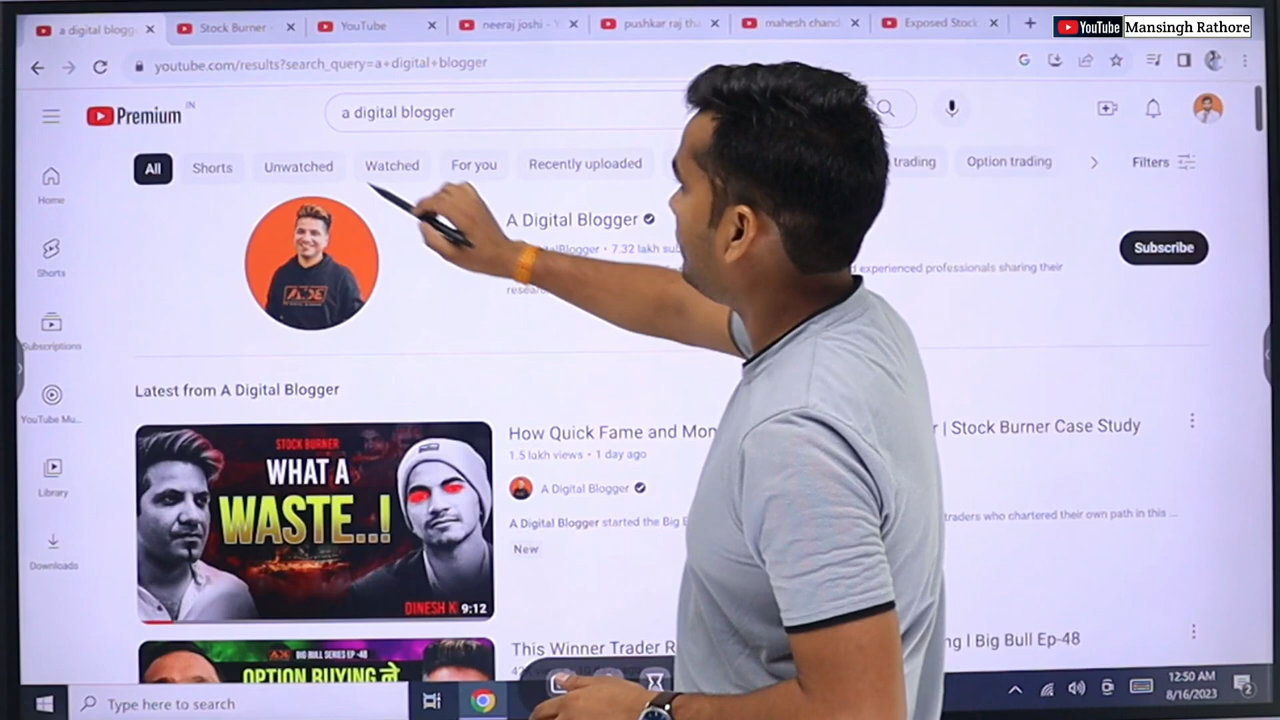 a digital blogg
Stock Burner -
YouTube
neeraj joshi - Y
pushkar raj tha
mahesh chand
Exposed Stock
YouTube Mansingh Rathore
youtube.com/results?search_query=a+digital+blogger
Premium IN
a digital blogger
All
Shorts
Unwatched
Watched
For you
Recently uploaded
trading
Option trading
Filters
Home
Shorts
Subscriptions
YouTube Mu...
Library
Downloads
A Digital Blogger
Blogger • 7.32 lakh sub
experienced professionals sharing their
Subscribe
Latest from A Digital Blogger
STOCK BURNER
WHAT A
WASTE..!
DINESH K
9:12
How Quick Fame and Mon
r | Stock Burner Case Study
1.5 lakh views • 1 day ago
A Digital Blogger
A Digital Blogger started the Big B
traders who chartered their own path in this ...
New
BIG BULL SERIES EP -48
OPTION BUYING ने
This Winner Trader R
ng | Big Bull Ep-48
Type here to search
12:50 AM
8/16/2023
2